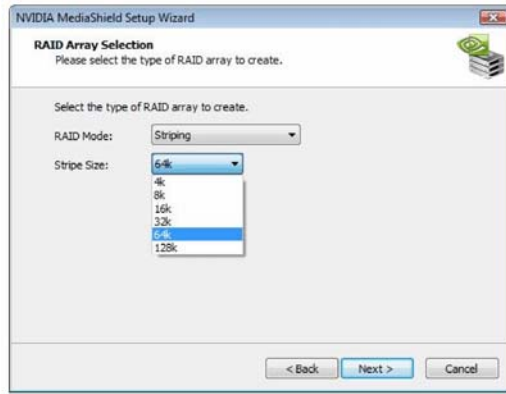 NVIDIA MediaShield Setup Wizard
RAID Array Selection
Please select the type of RAID array to create.
Select the type of RAID array to create.
RAID Mode: Striping
Stripe Size: 64k
4k
8k
16k
32k
64k
128k
< Back Next > Cancel